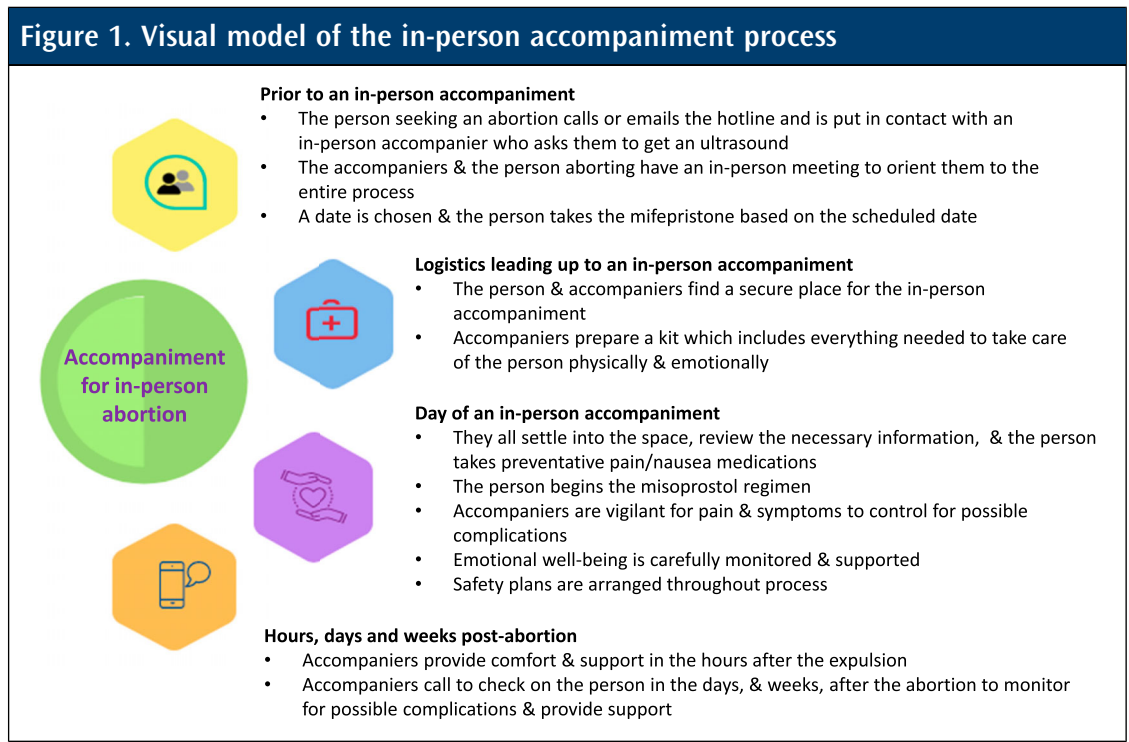 Figure 1. Visual model of the in-person accompaniment process
Prior to an in-person accompaniment
• The person seeking an abortion calls or emails the hotline and is put in contact with an
in-person accompanier who asks them to get an ultrasound
• The accompaniers & the person aborting have an in-person meeting to orient them to the
entire process
• A date is chosen & the person takes the mifepristone based on the scheduled date
Logistics leading up to an in-person accompaniment
• The person & accompaniers find a secure place for the in-person
accompaniment
• Accompaniers prepare a kit which includes everything needed to take care
of the person physically & emotionally
Accompaniment
for in-person
abortion
Day of an in-person accompaniment
• They all settle into the space, review the necessary information,  & the person
takes preventative pain/nausea medications
• The person begins the misoprostol regimen
• Accompaniers are vigilant for pain & symptoms to control for possible
complications
• Emotional well-being is carefully monitored & supported
• Safety plans are arranged throughout process
Hours, days and weeks post-abortion
• Accompaniers provide comfort & support in the hours after the expulsion
• Accompaniers call to check on the person in the days, & weeks, after the abortion to monitor
for possible complications & provide support